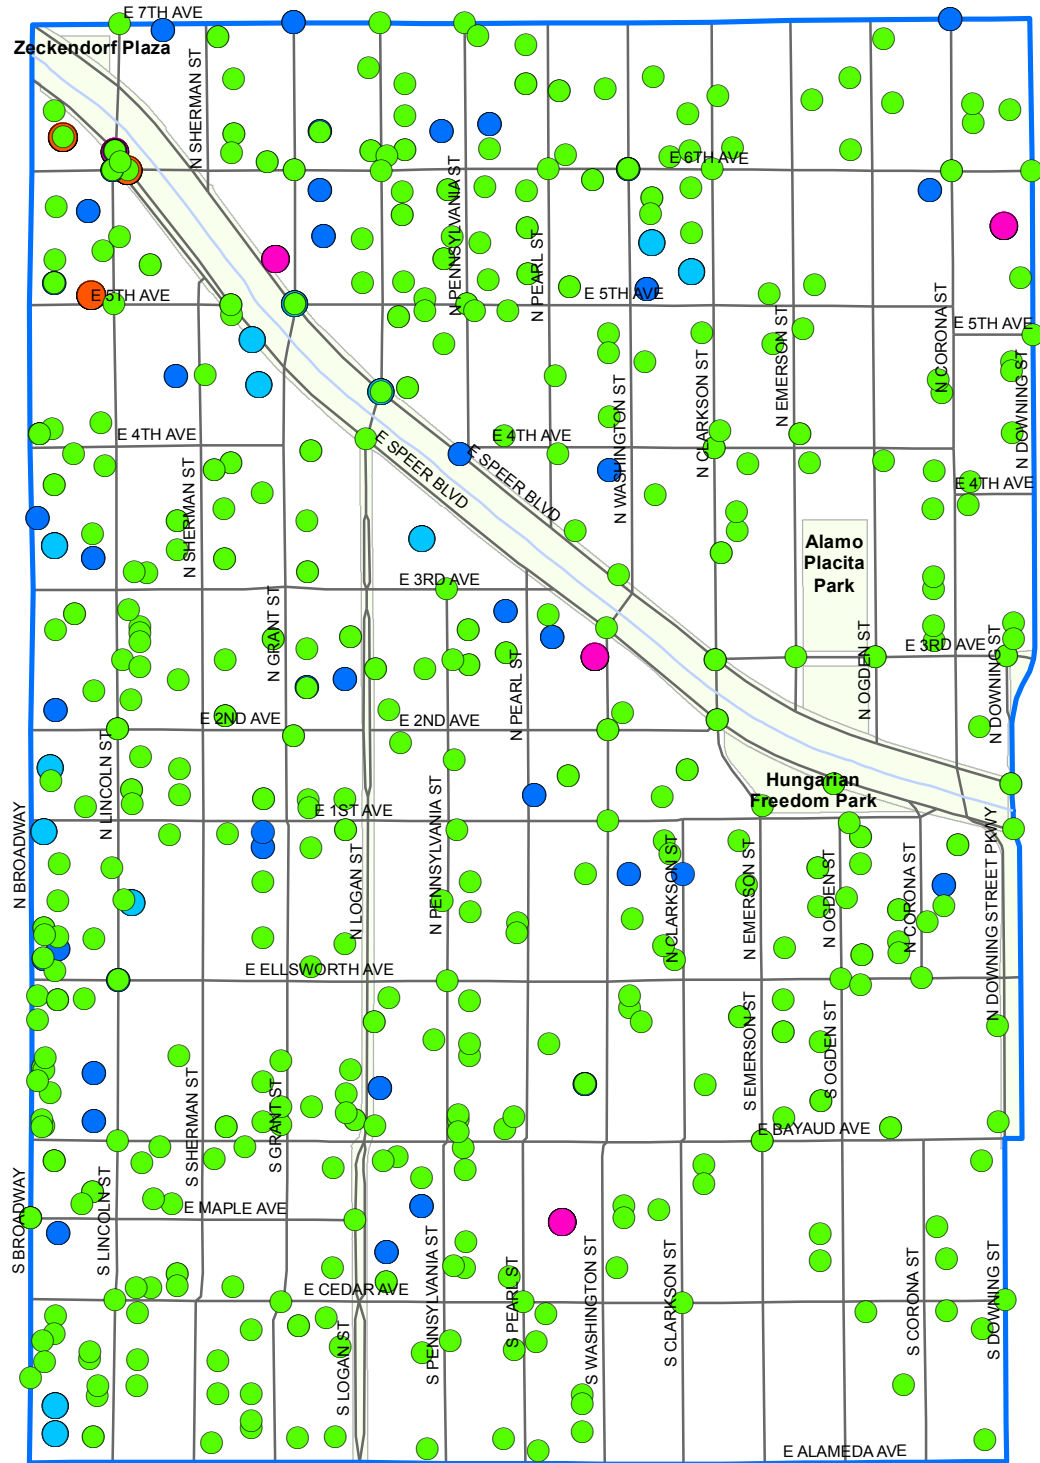 E 7TH AVE
Zeckendorf Plaza
N SHERMAN ST
E 6TH AVE
N PENNSYLVANIA ST
N PEARL ST
E 5TH AVE
E 5TH AVE
N CORONA ST
E 5TH AVE
N EMERSON ST
N DOWNING ST
N CLARKSON ST
N WASHINGTON ST
E 4TH AVE
E 4TH AVE
E SPEER BLVD
E SPEER BLVD
E 4TH AVE
N SHERMAN ST
Alamo
Placita
Park
E 3RD AVE
N GRANT ST
E 3RD AVE
N OGDEN ST
N DOWNING ST
N PEARL ST
E 2ND AVE
E 2ND AVE
N LINCOLN ST
Hungarian
Freedom Park
E 1ST AVE
N PENNSYLVANIA ST
N BROADWAY
N LOGAN ST
N CLARKSON ST
N EMERSON ST
N OGDEN ST
N CORONA ST
N DOWNING STREET PKWY
E ELLSWORTH AVE
S EMERSON ST
S OGDEN ST
S SHERMAN ST
S GRANT ST
E BAYAUD AVE
S BROADWAY
S LINCOLN ST
E MAPLE AVE
S PENNSYLVANIA ST
S PEARL ST
S WASHINGTON ST
S CLARKSON ST
S CORONA ST
S DOWNING ST
E CEDAR AVE
S LOGAN ST
E ALAMEDA AVE